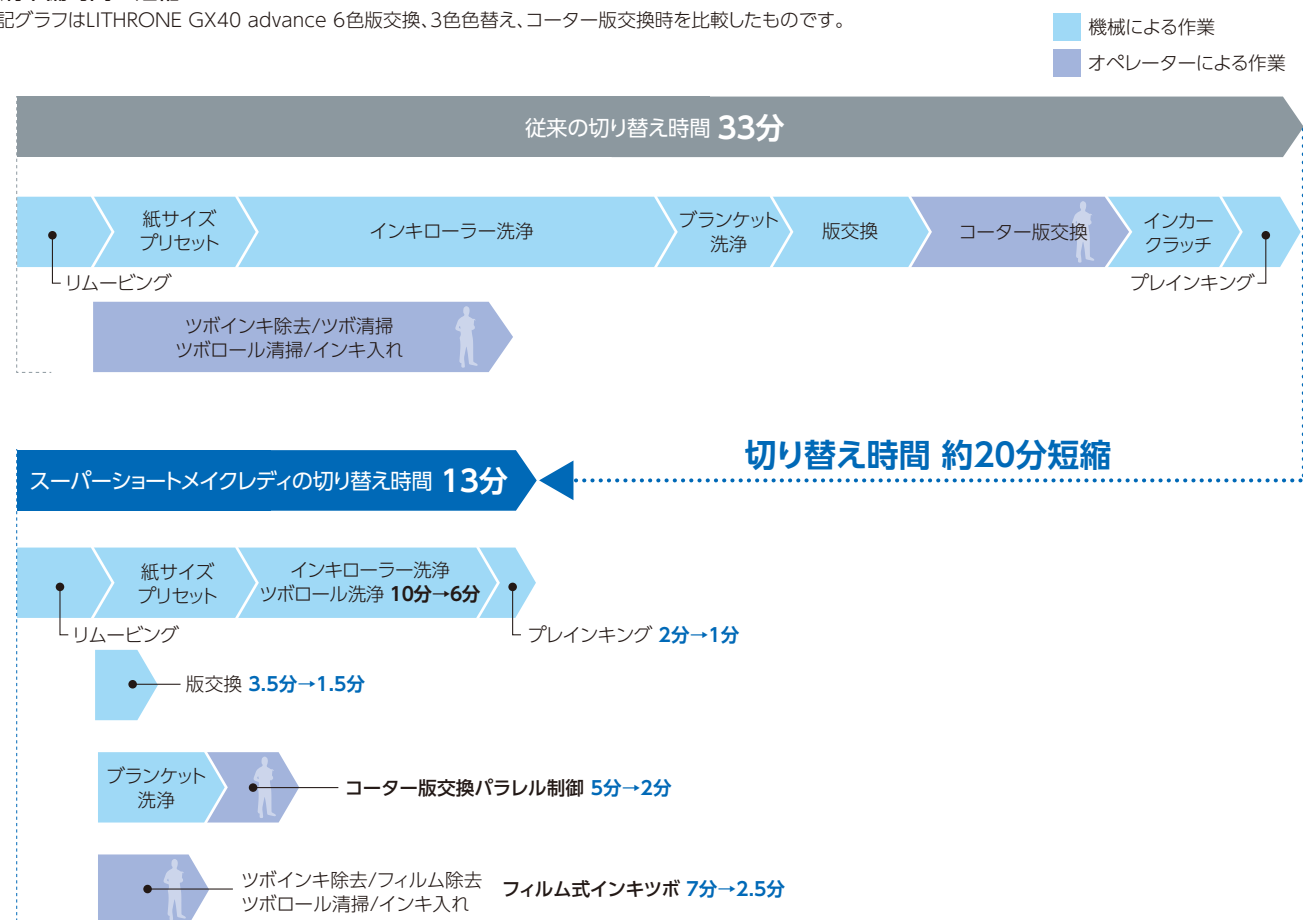 記グラフはLITHRONE GX40 advance 6色版交換、3色色替え、コーター版交換時を比較したものです。
機械による作業
オペレーターによる作業
従来の切り替え時間 33分
紙サイズ
プリセット
インキローラー洗浄
ブランケット
洗浄
版交換
コーター版交換
インカー
クラッチ
リムービング
プレインキング
ツボインキ除去/ツボ清掃
ツボロール清掃/インキ入れ
切り替え時間 約20分短縮
スーパーショートメイクレディの切り替え時間 13分
紙サイズ
プリセット
インキローラー洗浄
ツボロール洗浄 10分→6分
リムービング
プレインキング 2分→1分
版交換 3.5分→1.5分
ブランケット
洗浄
コーター版交換パラレル制御 5分→2分
ツボインキ除去/フィルム除去
ツボロール清掃/インキ入れ
フィルム式インキツボ 7分→2.5分